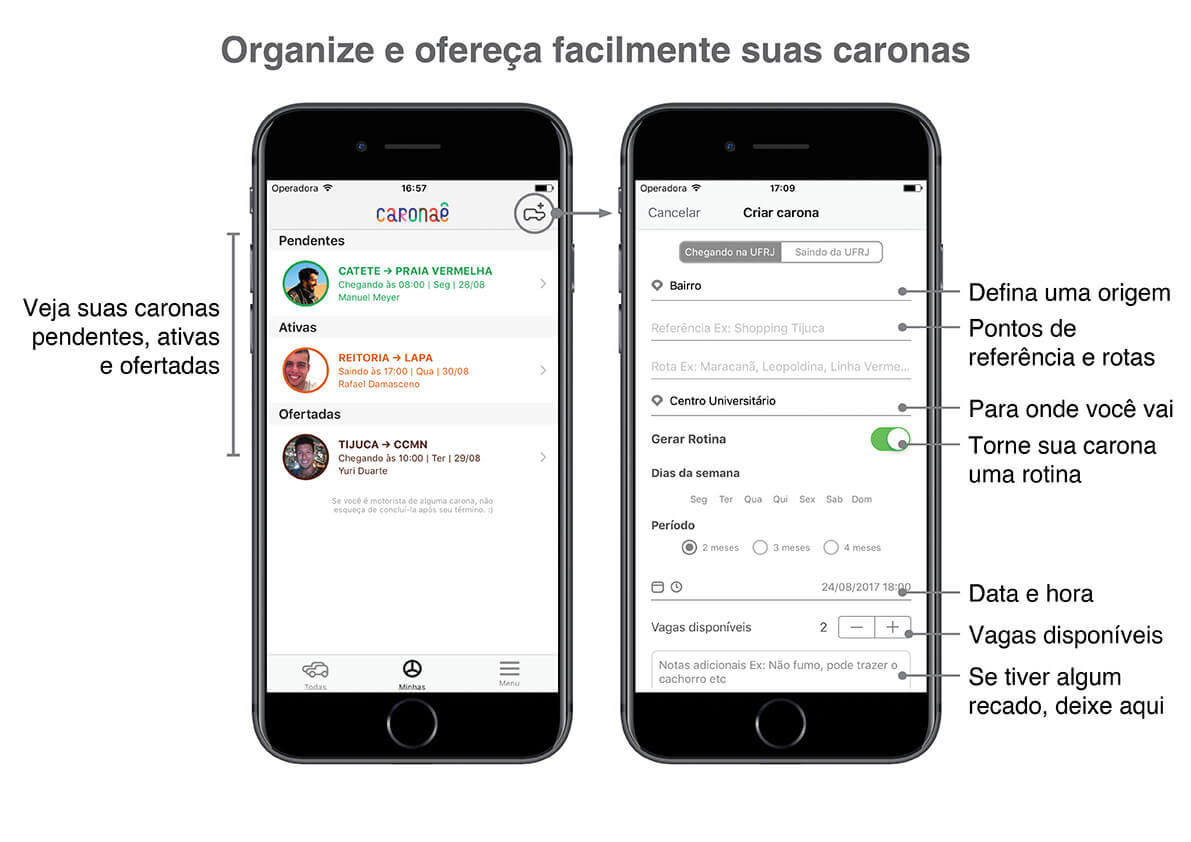 Organize e ofereça facilmente suas caronas
Veja suas caronas
pendentes, ativas
e ofertadas
Operadora
16:57
caronaê
Pendentes
CATETE → PRAIA VERMELHA
Chegando às 08:00 | Seg | 28/08
Manuel Meyer
Ativas
REITORIA → LAPA
Saindo às 17:00 | Qua | 30/08
Rafael Damasceno
Ofertadas
TIJUCA → CCMN
Chegando às 10:00 | Ter | 29/08
Yuri Duarte
Se você é motorista de alguma carona, não
esqueça de concluí-la após seu término. :)
Todas
Minhas
Menu
Operadora
17:09
Cancelar
Criar carona
Chegando na UFRJ
Saindo da UFRJ
Bairro
Referência Ex: Shopping Tijuca
Rota Ex: Maracanã, Leopoldina, Linha Verme...
Centro Universitário
Gerar Rotina
Dias da semana
Seg Ter Qua Qui Sex Sab Dom
Período
2 meses
3 meses
4 meses
24/08/2017 18:00
Vagas disponíveis
2
Notas adicionais Ex: Não fumo, pode trazer o
cachorro etc
Defina uma origem
Pontos de
referência e rotas
Para onde você vai
Torne sua carona
uma rotina
Data e hora
Vagas disponíveis
Se tiver algum
recado, deixe aqui